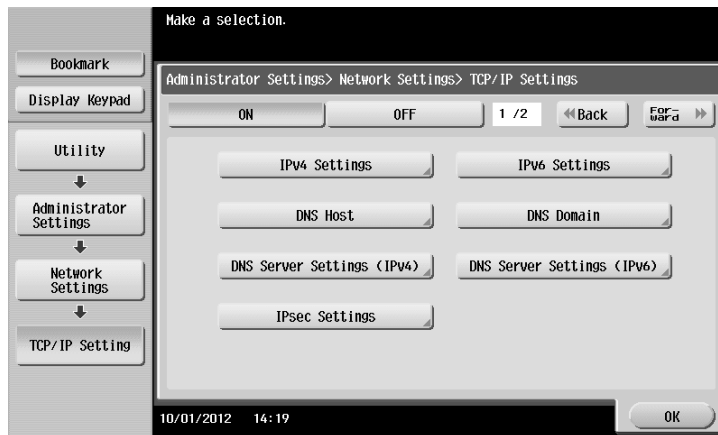 Make a selection.
Bookmark
Display Keypad
Utility
Administrator
Settings
Network
Settings
TCP/IP Setting
Administrator Settings> Network Settings> TCP/IP Settings
ON
OFF
1 /2
Back
For-
ward
IPv4 Settings
IPv6 Settings
DNS Host
DNS Domain
DNS Server Settings (IPv4)
DNS Server Settings (IPv6)
IPsec Settings
10/01/2012 14:19
OK